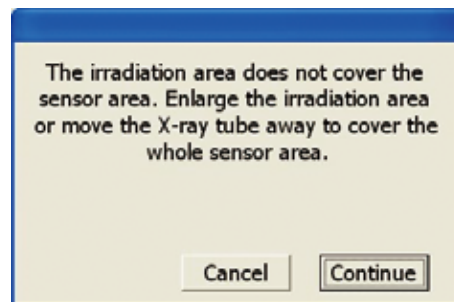 The irradiation area does not cover the
sensor area. Enlarge the irradiation area
or move the X-ray tube away to cover the
whole sensor area.
Cancel
Continue